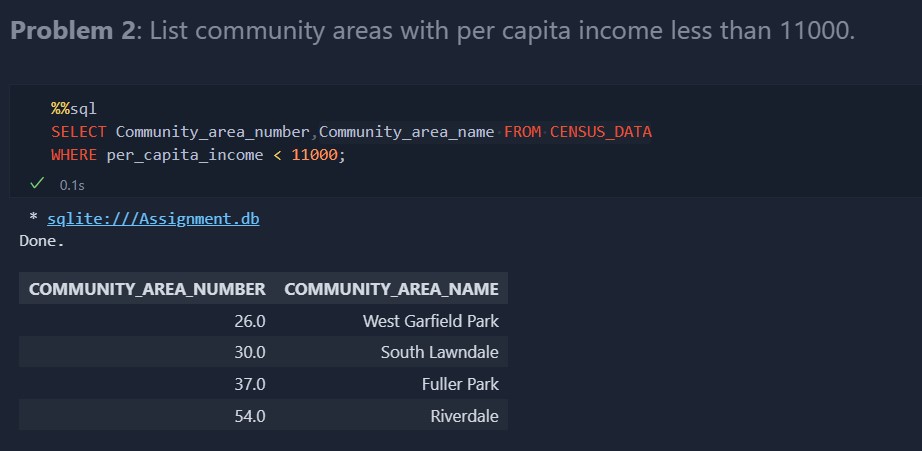 Problem 2: List community areas with per capita income less than 11000.
%%sql
SELECT Community_area_number,Community_area_name FROM CENSUS_DATA
WHERE per_capita_income < 11000;
✓ 0.1s
* sqlite:///Assignment.db
Done.
COMMUNITY_AREA_NUMBER COMMUNITY_AREA_NAME
26.0 West Garfield Park
30.0 South Lawndale
37.0 Fuller Park
54.0 Riverdale